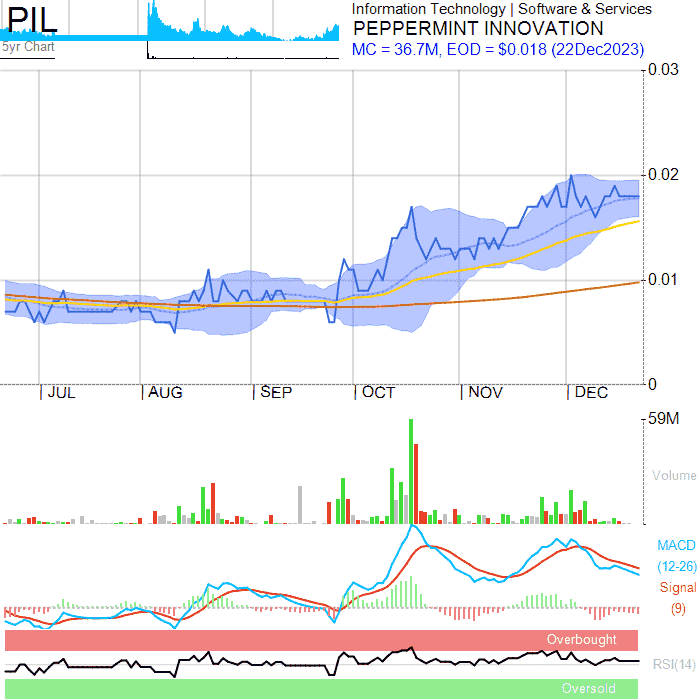 PIL
5yr Chart
Information Technology | Software & Services
PEPPERMINT INNOVATION
MC = 36.7M, EOD = $0.018 (22Dec2023)
0.03
0.02
0.01
0
JUL
AUG
SEP
OCT
NOV
DEC
59M
Volume
MACD
(12-26)
Signal
(9)
Overbought
RSI(14)
Oversold